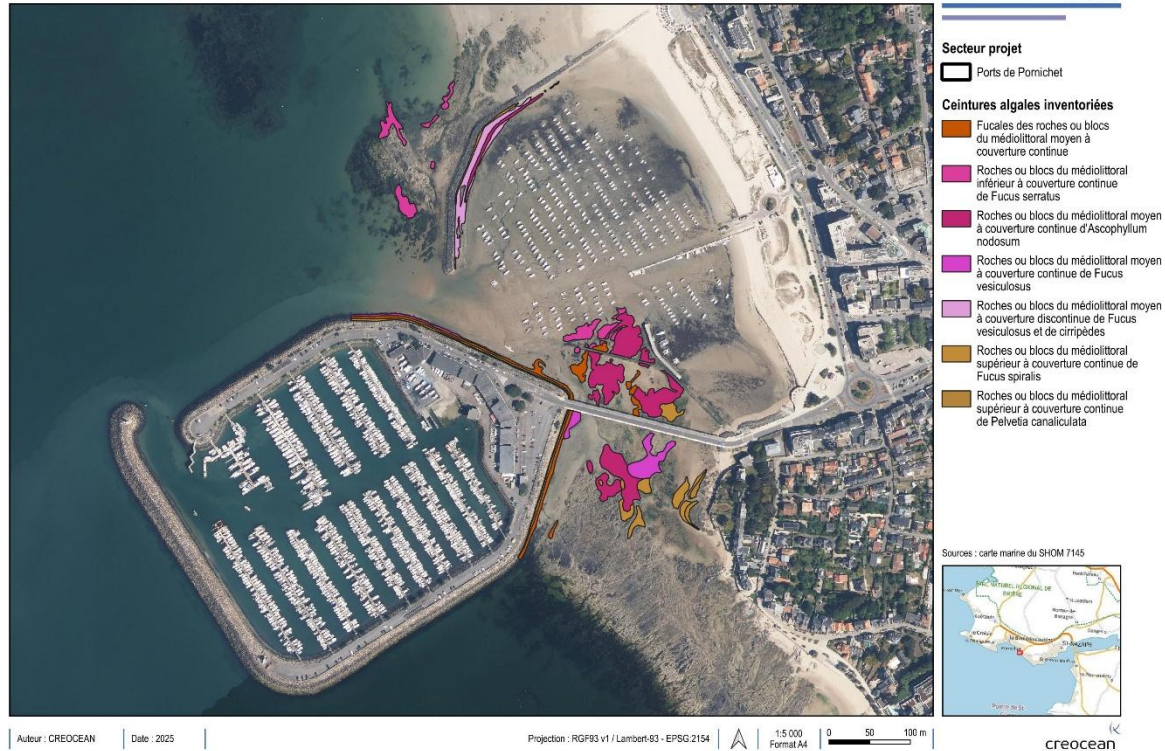 Secteur projet
Ports de Pornichet
Ceintures algales inventoriées
Fucales des roches ou blocs
du médiolittoral moyen à
couverture continue
Roches ou blocs du médiolittoral
inférieur à couverture continue
de Fucus serratus
Roches ou blocs du médiolittoral moyen
à couverture continue d'Ascophyllum
nodosum
Roches ou blocs du médiolittoral moyen
à couverture continue de Fucus
vesiculosus
Roches ou blocs du médiolittoral moyen
à couverture discontinue de Fucus
vesiculosus et de cirripèdes
Roches ou blocs du médiolittoral
supérieur à couverture continue de
Fucus spiralis
Roches ou blocs du médiolittoral
supérieur à couverture continue
de Pelvetia canaliculata
Sources : carte marine du SHOM 7145
Auteur : CREOCEAN
Date : 2025
Projection : RGF93 v1 / Lambert-93 - EPSG:2154
1:5 000
Format A4
0 50 100 m
creocean